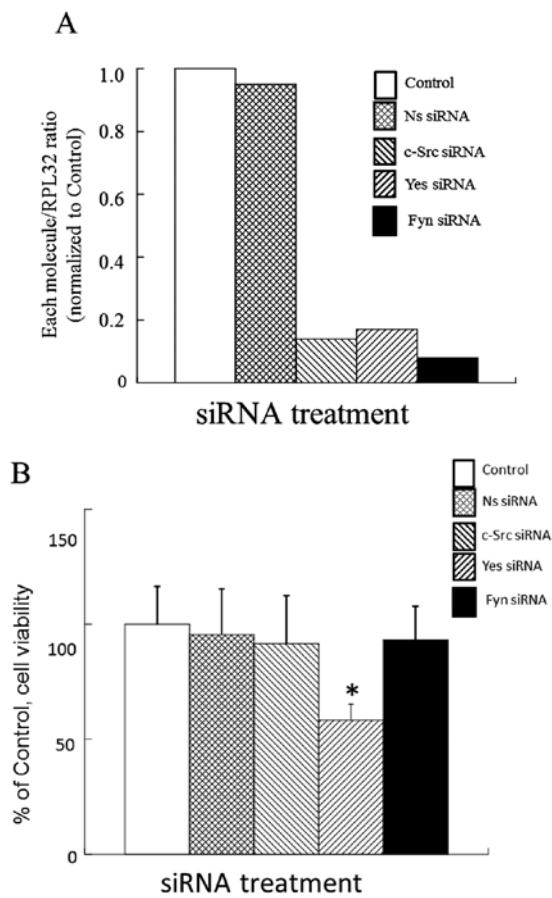 A
Each molecule/RPL32 ratio
(normalized to Control)
1.0
0.8
0.6
0.4
0.2
0
Control
Ns siRNA
c-Src siRNA
Yes siRNA
Fyn siRNA
siRNA treatment
B
% of Control, cell viability
150
100
50
0
Control
Ns siRNA
c-Src siRNA
Yes siRNA
Fyn siRNA
*
siRNA treatment